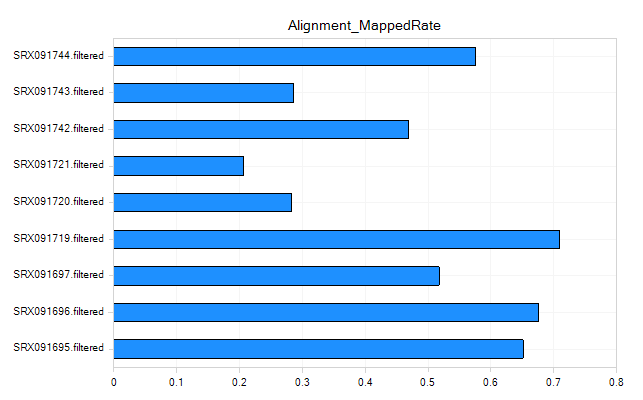 Alignment_MappedRate
SRX091744.filtered
SRX091743.filtered
SRX091742.filtered
SRX091721.filtered
SRX091720.filtered
SRX091719.filtered
SRX091697.filtered
SRX091696.filtered
SRX091695.filtered
0 0.1 0.2 0.3 0.4 0.5 0.6 0.7 0.8